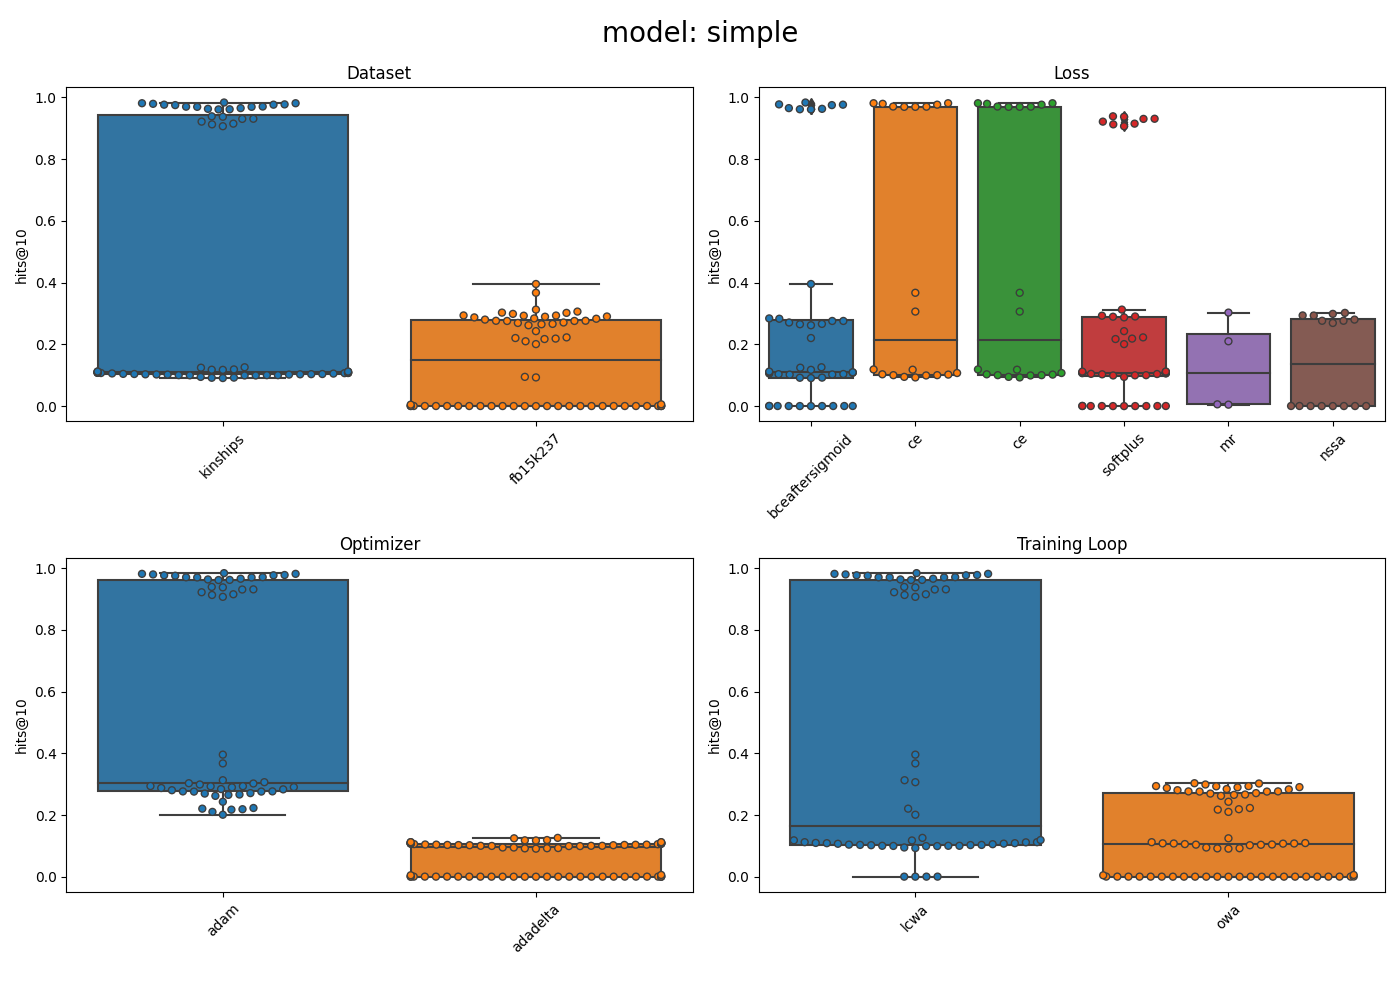 model: simple
Dataset
hits@10
1.0
0.8
0.6
0.4
0.2
0.0
kinships
fb15k237
Loss
hits@10
1.0
0.8
0.6
0.4
0.2
0.0
bceaftersigmoid
ce
ce
softplus
mr
nssa
Optimizer
hits@10
1.0
0.8
0.6
0.4
0.2
0.0
adam
adadelta
Training Loop
hits@10
1.0
0.8
0.6
0.4
0.2
0.0
lcwa
owa